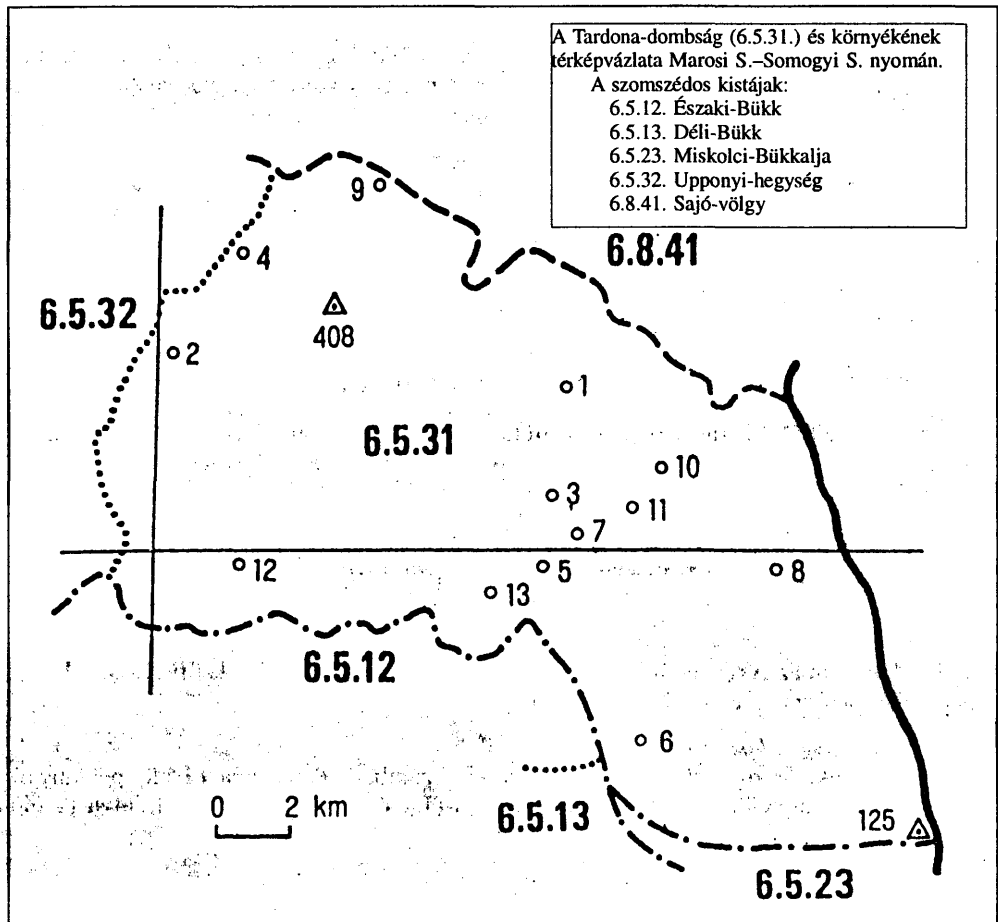 A Tardona-dombság (6.5.31.) és környékének
térképvázlata Marosi S.–Somogyi S. nyomán.
A szomszédos kistájak:
6.5.12. Északi-Bükk
6.5.13. Déli-Bükk
6.5.23. Miskolci-Bükkalja
6.5.32. Upponyi-hegység
6.8.41. Sajó-völgy
9
4
6.8.41
6.5.32
408
2
1
6.5.31
10
3
11
7
12
5
8
13
6.5.12
6
0 2 km
6.5.13
125
6.5.23